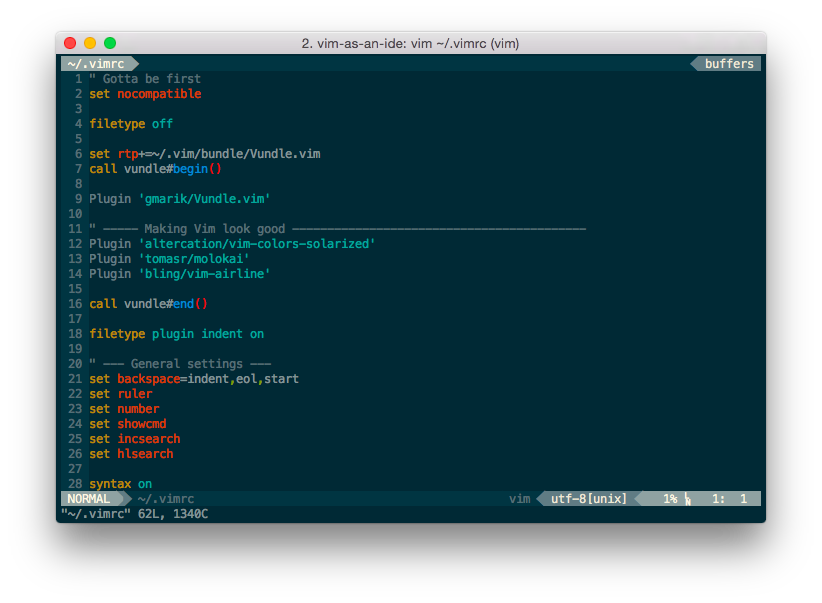 2. vim-as-an-ide: vim ~/.vimrc (vim)
~/.vimrc buffers
1 " Gotta be first
2 set nocompatible
3
4 filetype off
5
6 set rtp+=~/.vim/bundle/Vundle.vim
7 call vundle#begin()
8
9 Plugin 'gmarik/Vundle.vim'
10
11 " ----- Making Vim look good ------------------------------------------
12 Plugin 'altercation/vim-colors-solarized'
13 Plugin 'tomasr/molokai'
14 Plugin 'bling/vim-airline'
15
16 call vundle#end()
17
18 filetype plugin indent on
19
20 " --- General settings ---
21 set backspace=indent,eol,start
22 set ruler
23 set number
24 set showcmd
25 set incsearch
26 set hlsearch
27
28 syntax on
NORMAL ~/.vimrc vim utf-8[unix] 1% LN 1: 1
"~/.vimrc" 62L, 1340C